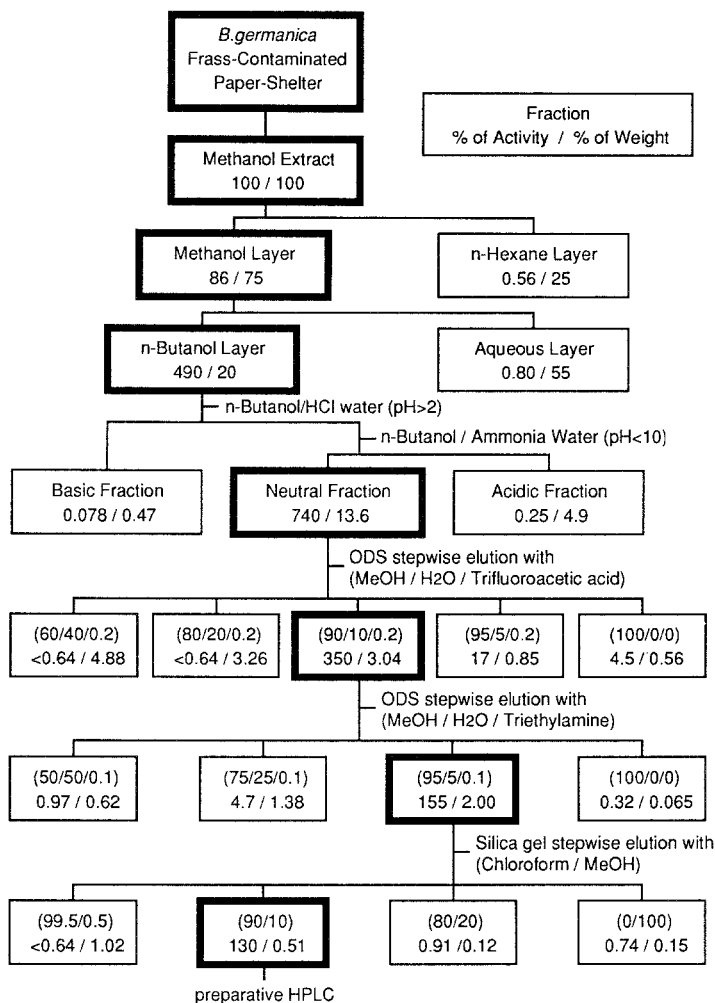 B.germanica
Frass-Contaminated
Paper-Shelter
Fraction
% of Activity / % of Weight
Methanol Extract
100 / 100
Methanol Layer
86 / 75
n-Hexane Layer
0.56 / 25
n-Butanol Layer
490 / 20
Aqueous Layer
0.80 / 55
n-Butanol/HCl water (pH>2)
n-Butanol / Ammonia Water (pH<10)
Basic Fraction
0.078 / 0.47
Neutral Fraction
740 / 13.6
Acidic Fraction
0.25 / 4.9
ODS stepwise elution with
(MeOH / H2O / Trifluoroacetic acid)
(60/40/0.2)
<0.64 / 4.88
(80/20/0.2)
<0.64 / 3.26
(90/10/0.2)
350 / 3.04
(95/5/0.2)
17 / 0.85
(100/0/0)
4.5 / 0.56
ODS stepwise elution with
(MeOH / H2O / Triethylamine)
(50/50/0.1)
0.97 / 0.62
(75/25/0.1)
4.7 / 1.38
(95/5/0.1)
155 / 2.00
(100/0/0)
0.32 / 0.065
Silica gel stepwise elution with
(Chloroform / MeOH)
(99.5/0.5)
<0.64 / 1.02
(90/10)
130 / 0.51
(80/20)
0.91 /0.12
(0/100)
0.74 / 0.15
preparative HPLC